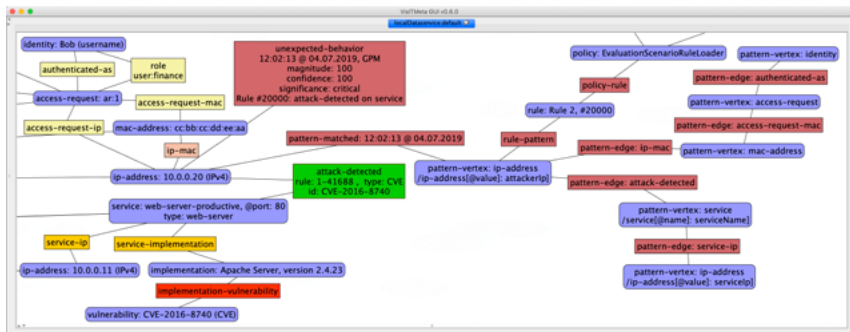 VisITMeta GUI v0.6.0
localDataservice:default
identity: Bob (username)
authenticated-as
role
user:finance
access-request: ar:1
access-request-mac
access-request-ip
mac-address: cc:bb:cc:dd:ee:aa
ip-mac
ip-address: 10.0.0.20 (IPv4)
unexpected-behavior
12:02:13 @ 04.07.2019, GPM
magnitude: 100
confidence: 100
significance: critical
Rule #20000: attack-detected on service
pattern-matched: 12:02:13 @ 04.07.2019
attack-detected
rule: 1-41688 , type: CVE
id: CVE-2016-8740
service: web-server-productive, @port: 80
type: web-server
service-ip
service-implementation
ip-address: 10.0.0.11 (IPv4)
implementation: Apache Server, version 2.4.23
implementation-vulnerability
vulnerability: CVE-2016-8740 (CVE)
policy: EvaluationScenarioRuleLoader
policy-rule
rule: Rule 2, #20000
rule-pattern
pattern-vertex: ip-address
/ip-address[@value]: attackerIp]
pattern-vertex: identity
pattern-edge: authenticated-as
pattern-vertex: access-request
pattern-edge: access-request-mac
pattern-edge: ip-mac
pattern-vertex: mac-address
pattern-edge: attack-detected
pattern-vertex: service
/service[@name]: serviceName]
pattern-edge: service-ip
pattern-vertex: ip-address
/ip-address[@value]: serviceIp]